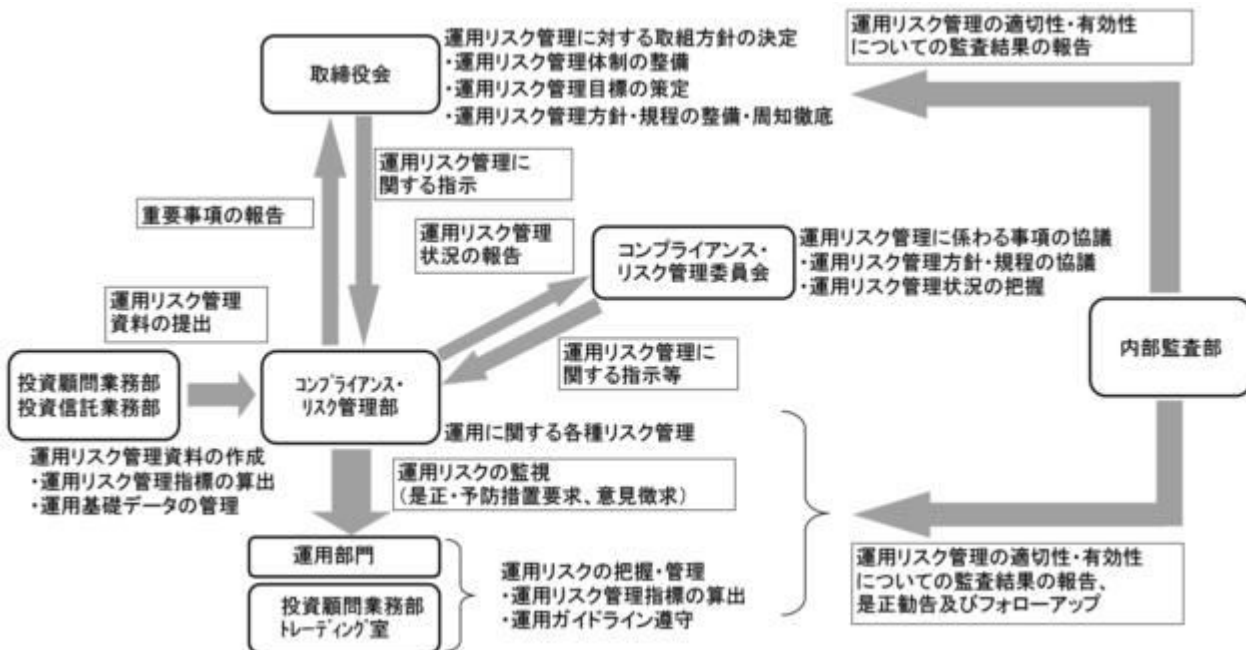 取締役会
運用リスク管理に対する取組方針の決定
・運用リスク管理体制の整備
・運用リスク管理目標の策定
・運用リスク管理方針・規程の整備・周知徹底
運用リスク管理の適切性・有効性
についての監査結果の報告
運用リスク管理に
関する指示
重要事項の報告
運用リスク管理
状況の報告
コンプライアンス・
リスク管理委員会
運用リスク管理に係わる事項の協議
・運用リスク管理方針・規程の協議
・運用リスク管理状況の把握
運用リスク管理
資料の提出
内部監査部
投資顧問業務部
投資信託業務部
コンプライアンス・
リスク管理部
運用リスク管理に
関する指示等
運用に関する各種リスク管理
運用リスク管理資料の作成
・運用リスク管理指標の算出
・運用基礎データの管理
運用リスクの監視
（是正・予防措置要求、意見徴求）
運用部門
投資顧問業務部
トレーディング室
運用リスクの把握・管理
・運用リスク管理指標の算出
・運用ガイドライン遵守
運用リスク管理の適切性・有効性
についての監査結果の報告、
是正勧告及びフォローアップ